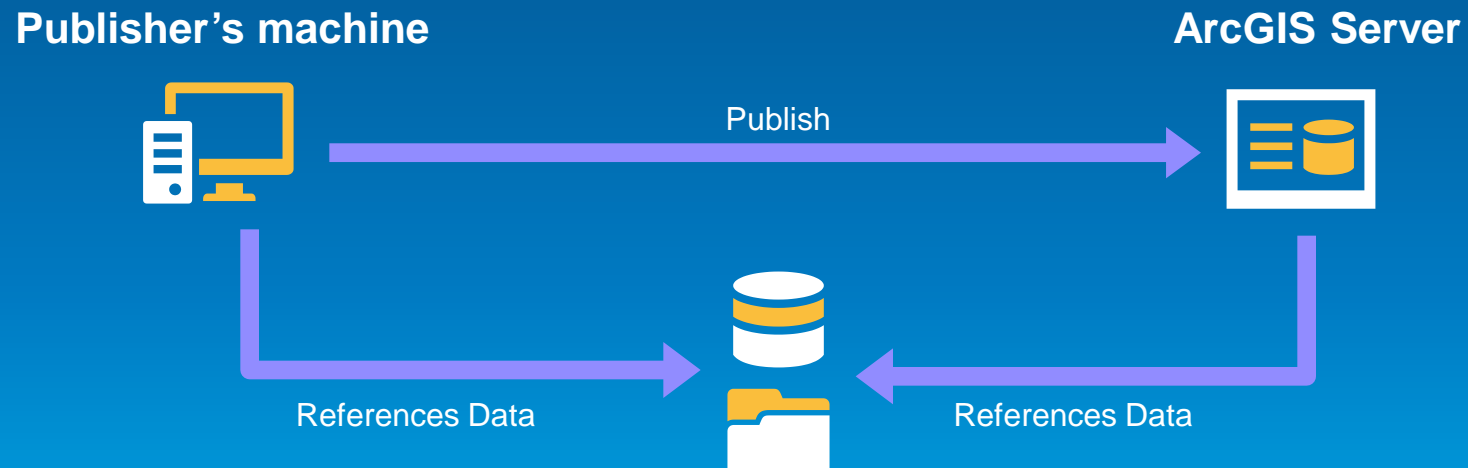 Publisher’s machine
ArcGIS Server
Publish
References Data
References Data